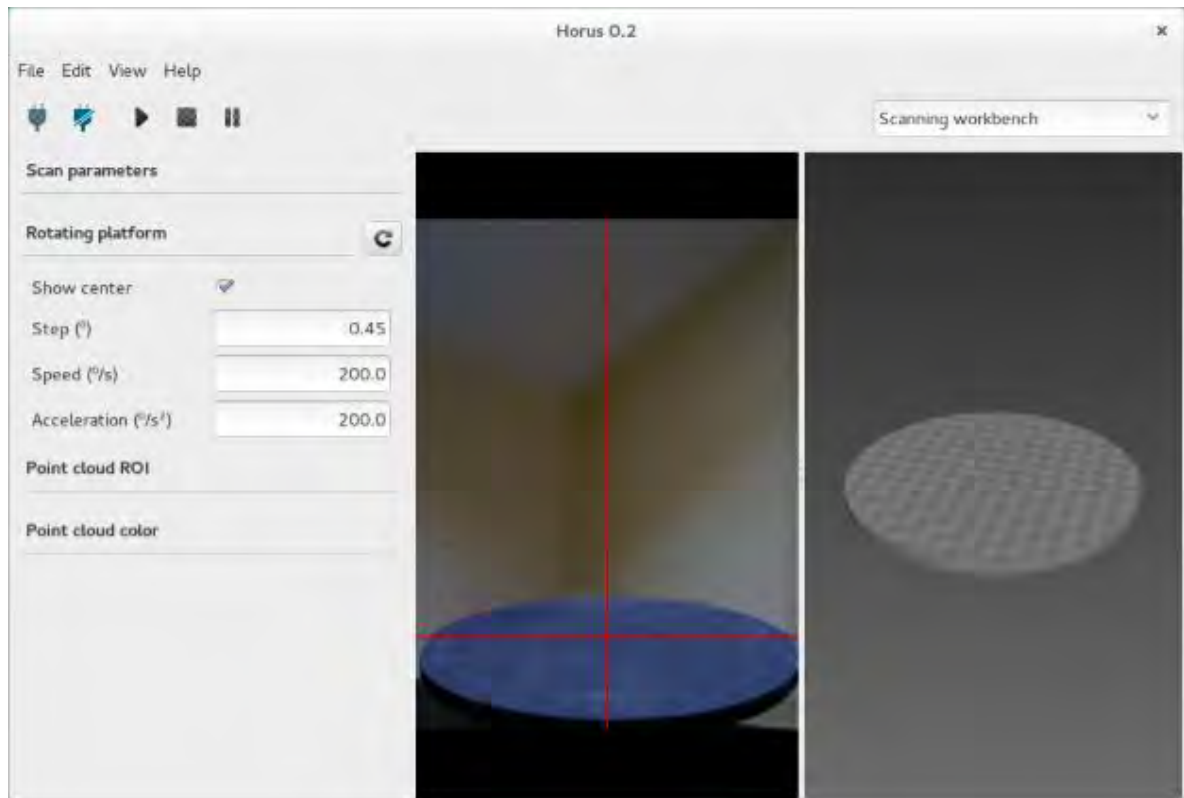 Horus 0.2
File Edit View Help
Scanning workbench
Scan parameters
Rotating platform
Show center
Step (º) 0.45
Speed (º/s) 200.0
Acceleration (º/s²) 200.0
Point cloud ROI
Point cloud color